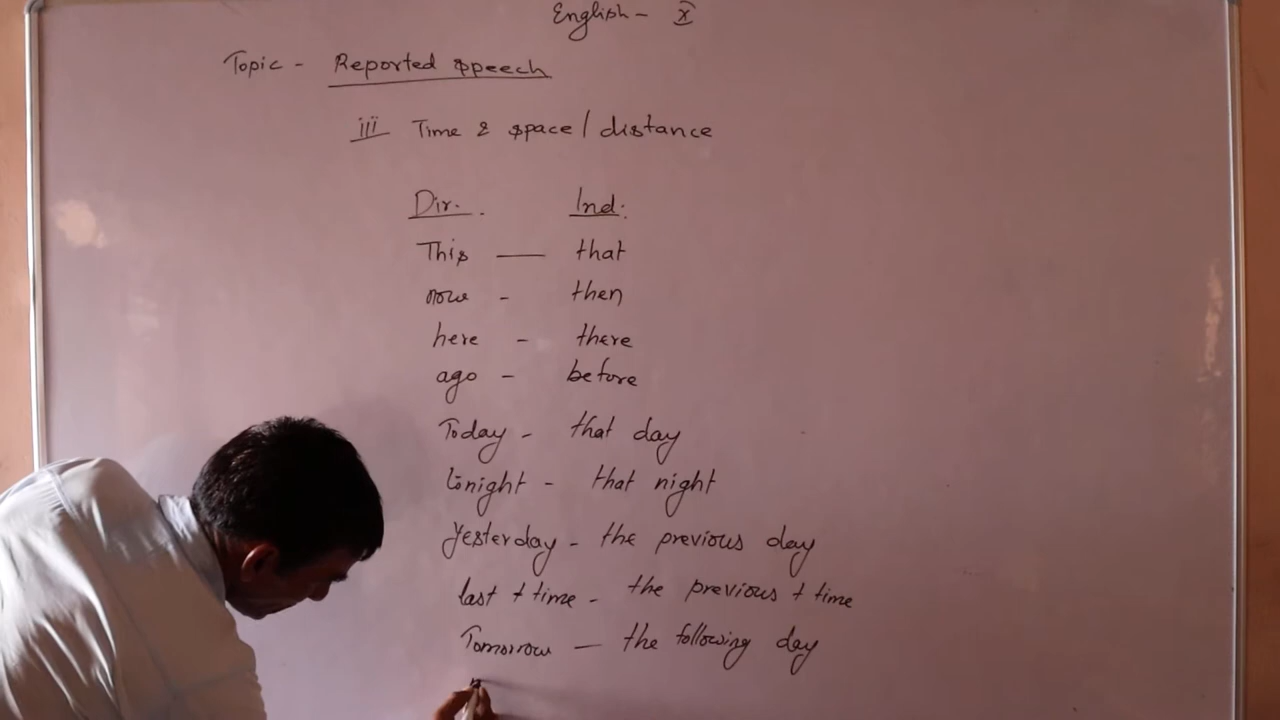 English - X
Topic - Reported speech
iii Time & space / distance
Dir. Ind.
This — that
now - then
here - there
ago - before
Today - that day
tonight - that night
yesterday - the previous day
last + time - the previous + time
Tomorrow — the following day